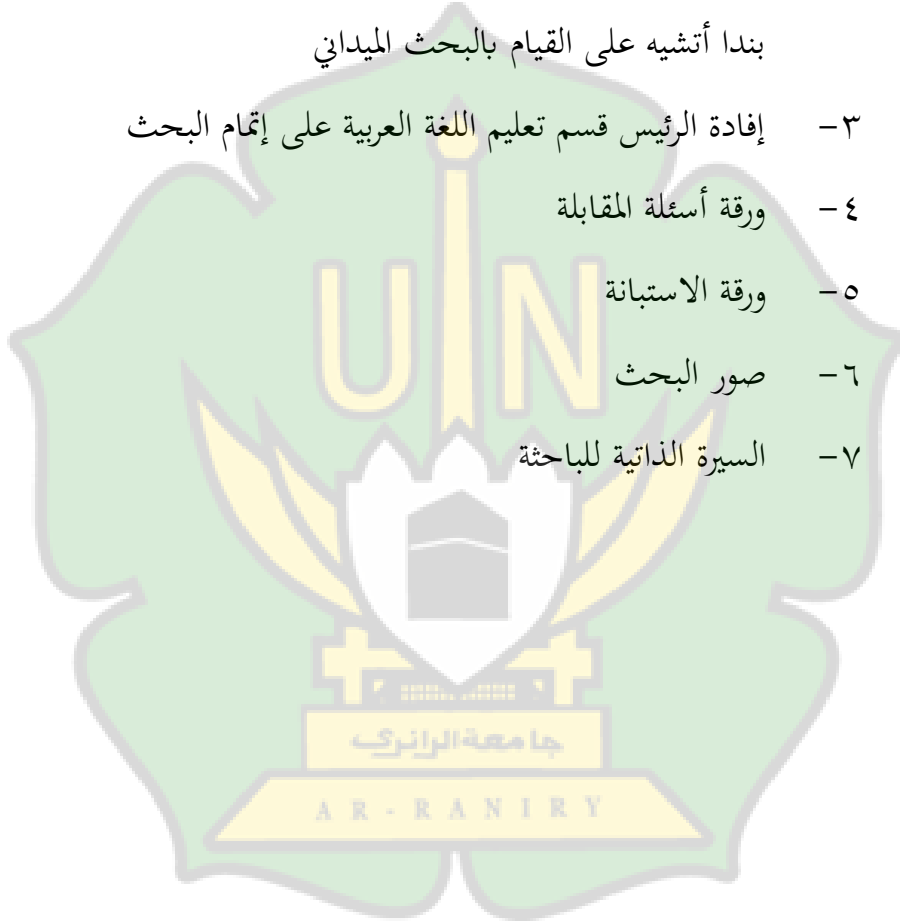 بندا أتشيه على القيام بالبحث الميداني
٣- إفادة الرئيس قسم تعليم اللغة العربية على إتمام البحث
٤- ورقة أسئلة المقابلة
٥- ورقة الاستبانة
٦- صور البحث
٧- السيرة الذاتية للباحثة
UIN
جامعة الرانري
AR-RANIRY